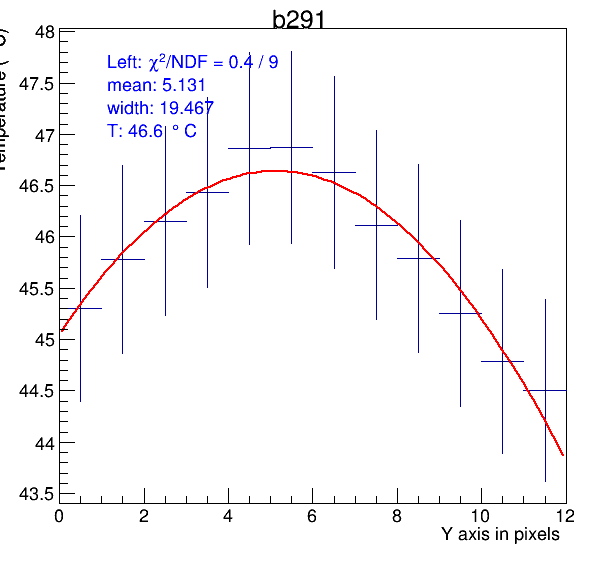 b291
Left: χ²/NDF = 0.4 / 9
mean: 5.131
width: 19.467
T: 46.6 ° C
48
47.5
47
46.5
46
45.5
45
44.5
44
43.5
0 2 4 6 8 10 12
Y axis in pixels